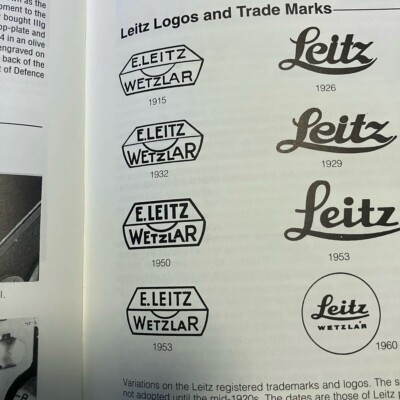 as the
pment to the
bought IIIg
op-plate and
4 in an olive
engraved on
back of the
t of Defence
l.
Leitz Logos and Trade Marks
E.LEITZ
WETZLAR
1915
Leitz
1926
E.LEITZ
WETZLAR
1932
Leitz
1929
E.LEITZ
WETZLAR
1950
Leitz
1953
E.LEITZ
WETZLAR
1953
Leitz
WETZLAR
1960
Variations on the Leitz registered trademarks and logos. The s
not adopted until the mid-1920s. The dates are those of Leitz p